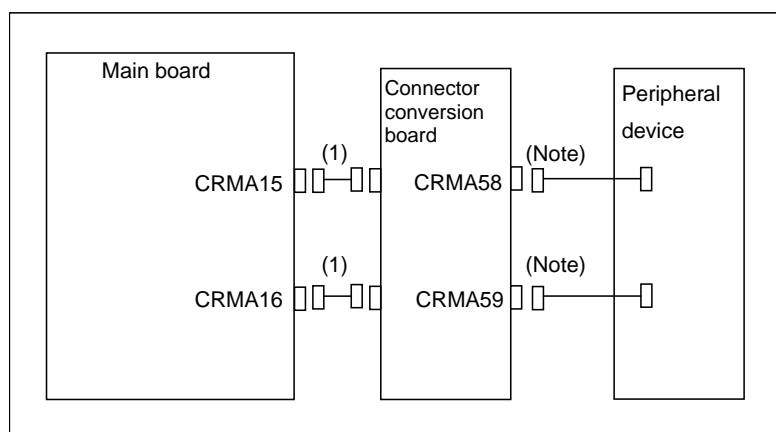 Main board
Connector
conversion
board
Peripheral
device
(1)
(Note)
CRMA15
CRMA58
(1)
(Note)
CRMA16
CRMA59